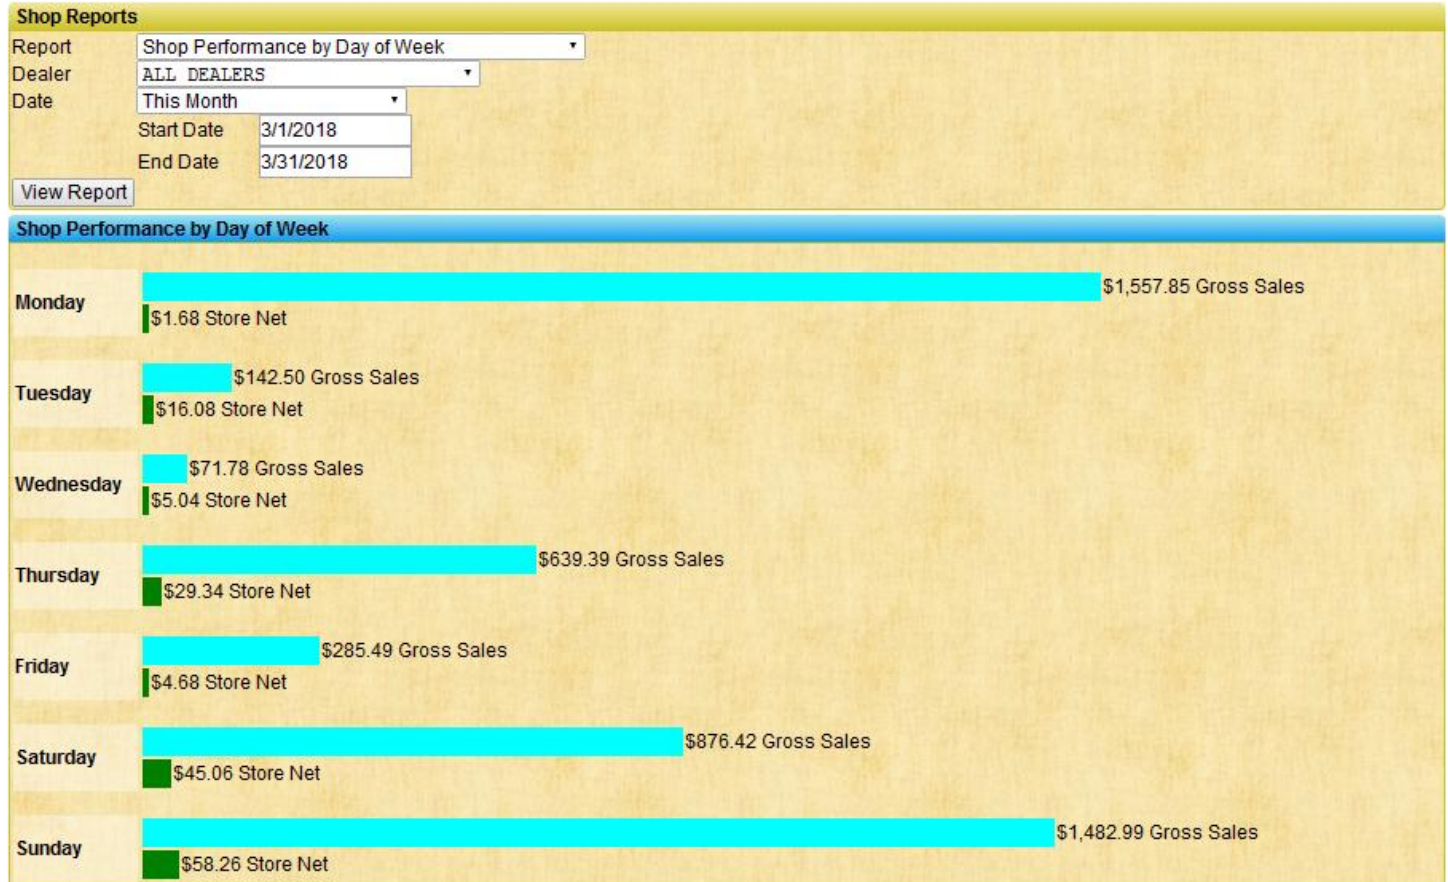 Shop Reports
Report Shop Performance by Day of Week
Dealer ALL DEALERS
Date This Month
Start Date 3/1/2018
End Date 3/31/2018
View Report
Shop Performance by Day of Week
$1,557.85 Gross Sales
Monday
$1.68 Store Net
$142.50 Gross Sales
Tuesday
$16.08 Store Net
$71.78 Gross Sales
Wednesday
$5.04 Store Net
$639.39 Gross Sales
Thursday
$29.34 Store Net
$285.49 Gross Sales
Friday
$4.68 Store Net
$876.42 Gross Sales
Saturday
$45.06 Store Net
$1,482.99 Gross Sales
Sunday
$58.26 Store Net